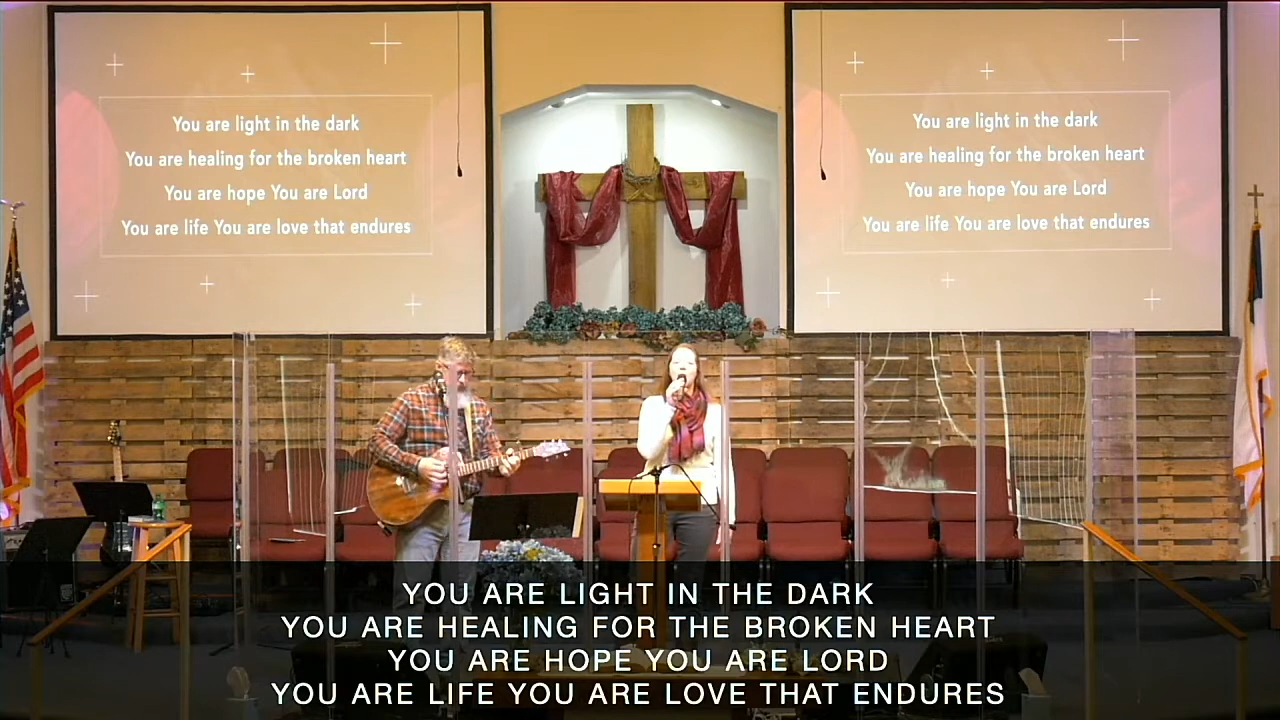 You are light in the dark
You are healing for the broken heart
You are hope You are Lord
You are life You are love that endures
You are light in the dark
You are healing for the broken heart
You are hope You are Lord
You are life You are love that endures
YOU ARE LIGHT IN THE DARK
YOU ARE HEALING FOR THE BROKEN HEART
YOU ARE HOPE YOU ARE LORD
YOU ARE LIFE YOU ARE LOVE THAT ENDURES